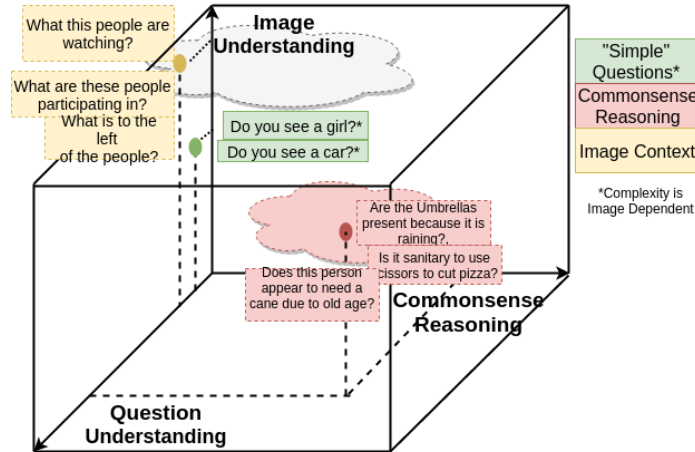 What this people are
watching?
What are these people
participating in?
What is to the
left
of the people?
Image
Understanding
Do you see a girl?*
Do you see a car?*
Are the Umbrellas
present because it is
raining?,
Is it sanitary to use
scissors to cut pizza?
Does this person
appear to need a
cane due to old age?
Commonsense
Reasoning
Question
Understanding
"Simple"
Questions*
Commonsense
Reasoning
Image Context
*Complexity is
Image Dependent